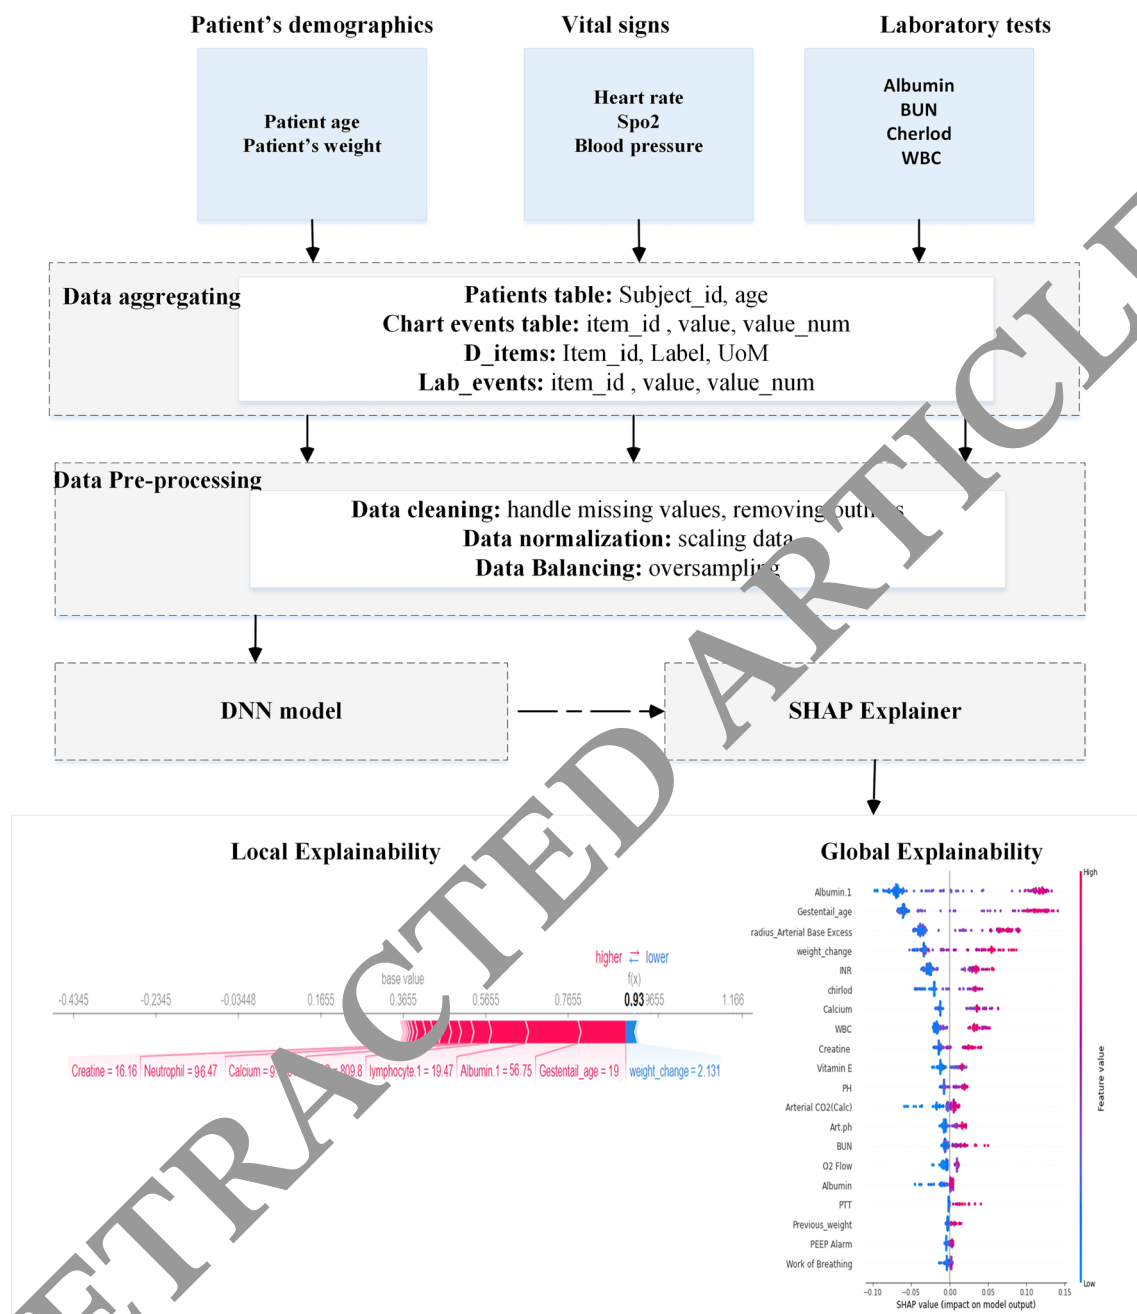 Patient’s demographics
Vital signs
Laboratory tests
Patient age
Patient’s weight
Heart rate
Spo2
Blood pressure
Albumin
BUN
Cherlod
WBC
Data aggregating
Patients table: Subject_id, age
Chart events table: item_id , value, value_num
D_items: Item_id, Label, UoM
Lab_events: item_id , value, value_num
Data Pre-processing
Data cleaning: handle missing values, removing
Data normalization: scaling data
Data Balancing: oversampling
DNN model
SHAP Explainer
Local Explainability
higher lower
base value
f(x)
-0.4345 -0.2345 -0.03448 0.1655 0.3655 0.5655 0.7655 0.93 0.9655 1.166
Creatine = 16.16 Neutrophil = 96.47 Calcium = = 809.8 lymphocyte.1 = 19.47 Albumin.1 = 56.75 Gestentail_age = 19 weight_change = 2.131
Global Explainability
High
Albumin.1
Gestentail_age
radius_Arterial Base Excess
weight_change
INR
chirlod
Calcium
WBC
Creatine
Vitamin E
PH
Arterial CO2(Calc)
Art.ph
BUN
O2 Flow
Albumin
PTT
Previous_weight
PEEP Alarm
Work of Breathing
Low
Feature value
-0.10 -0.05 0.00 0.05 0.10 0.15
SHAP value (impact on model output)
ETRACTED ARTICLE